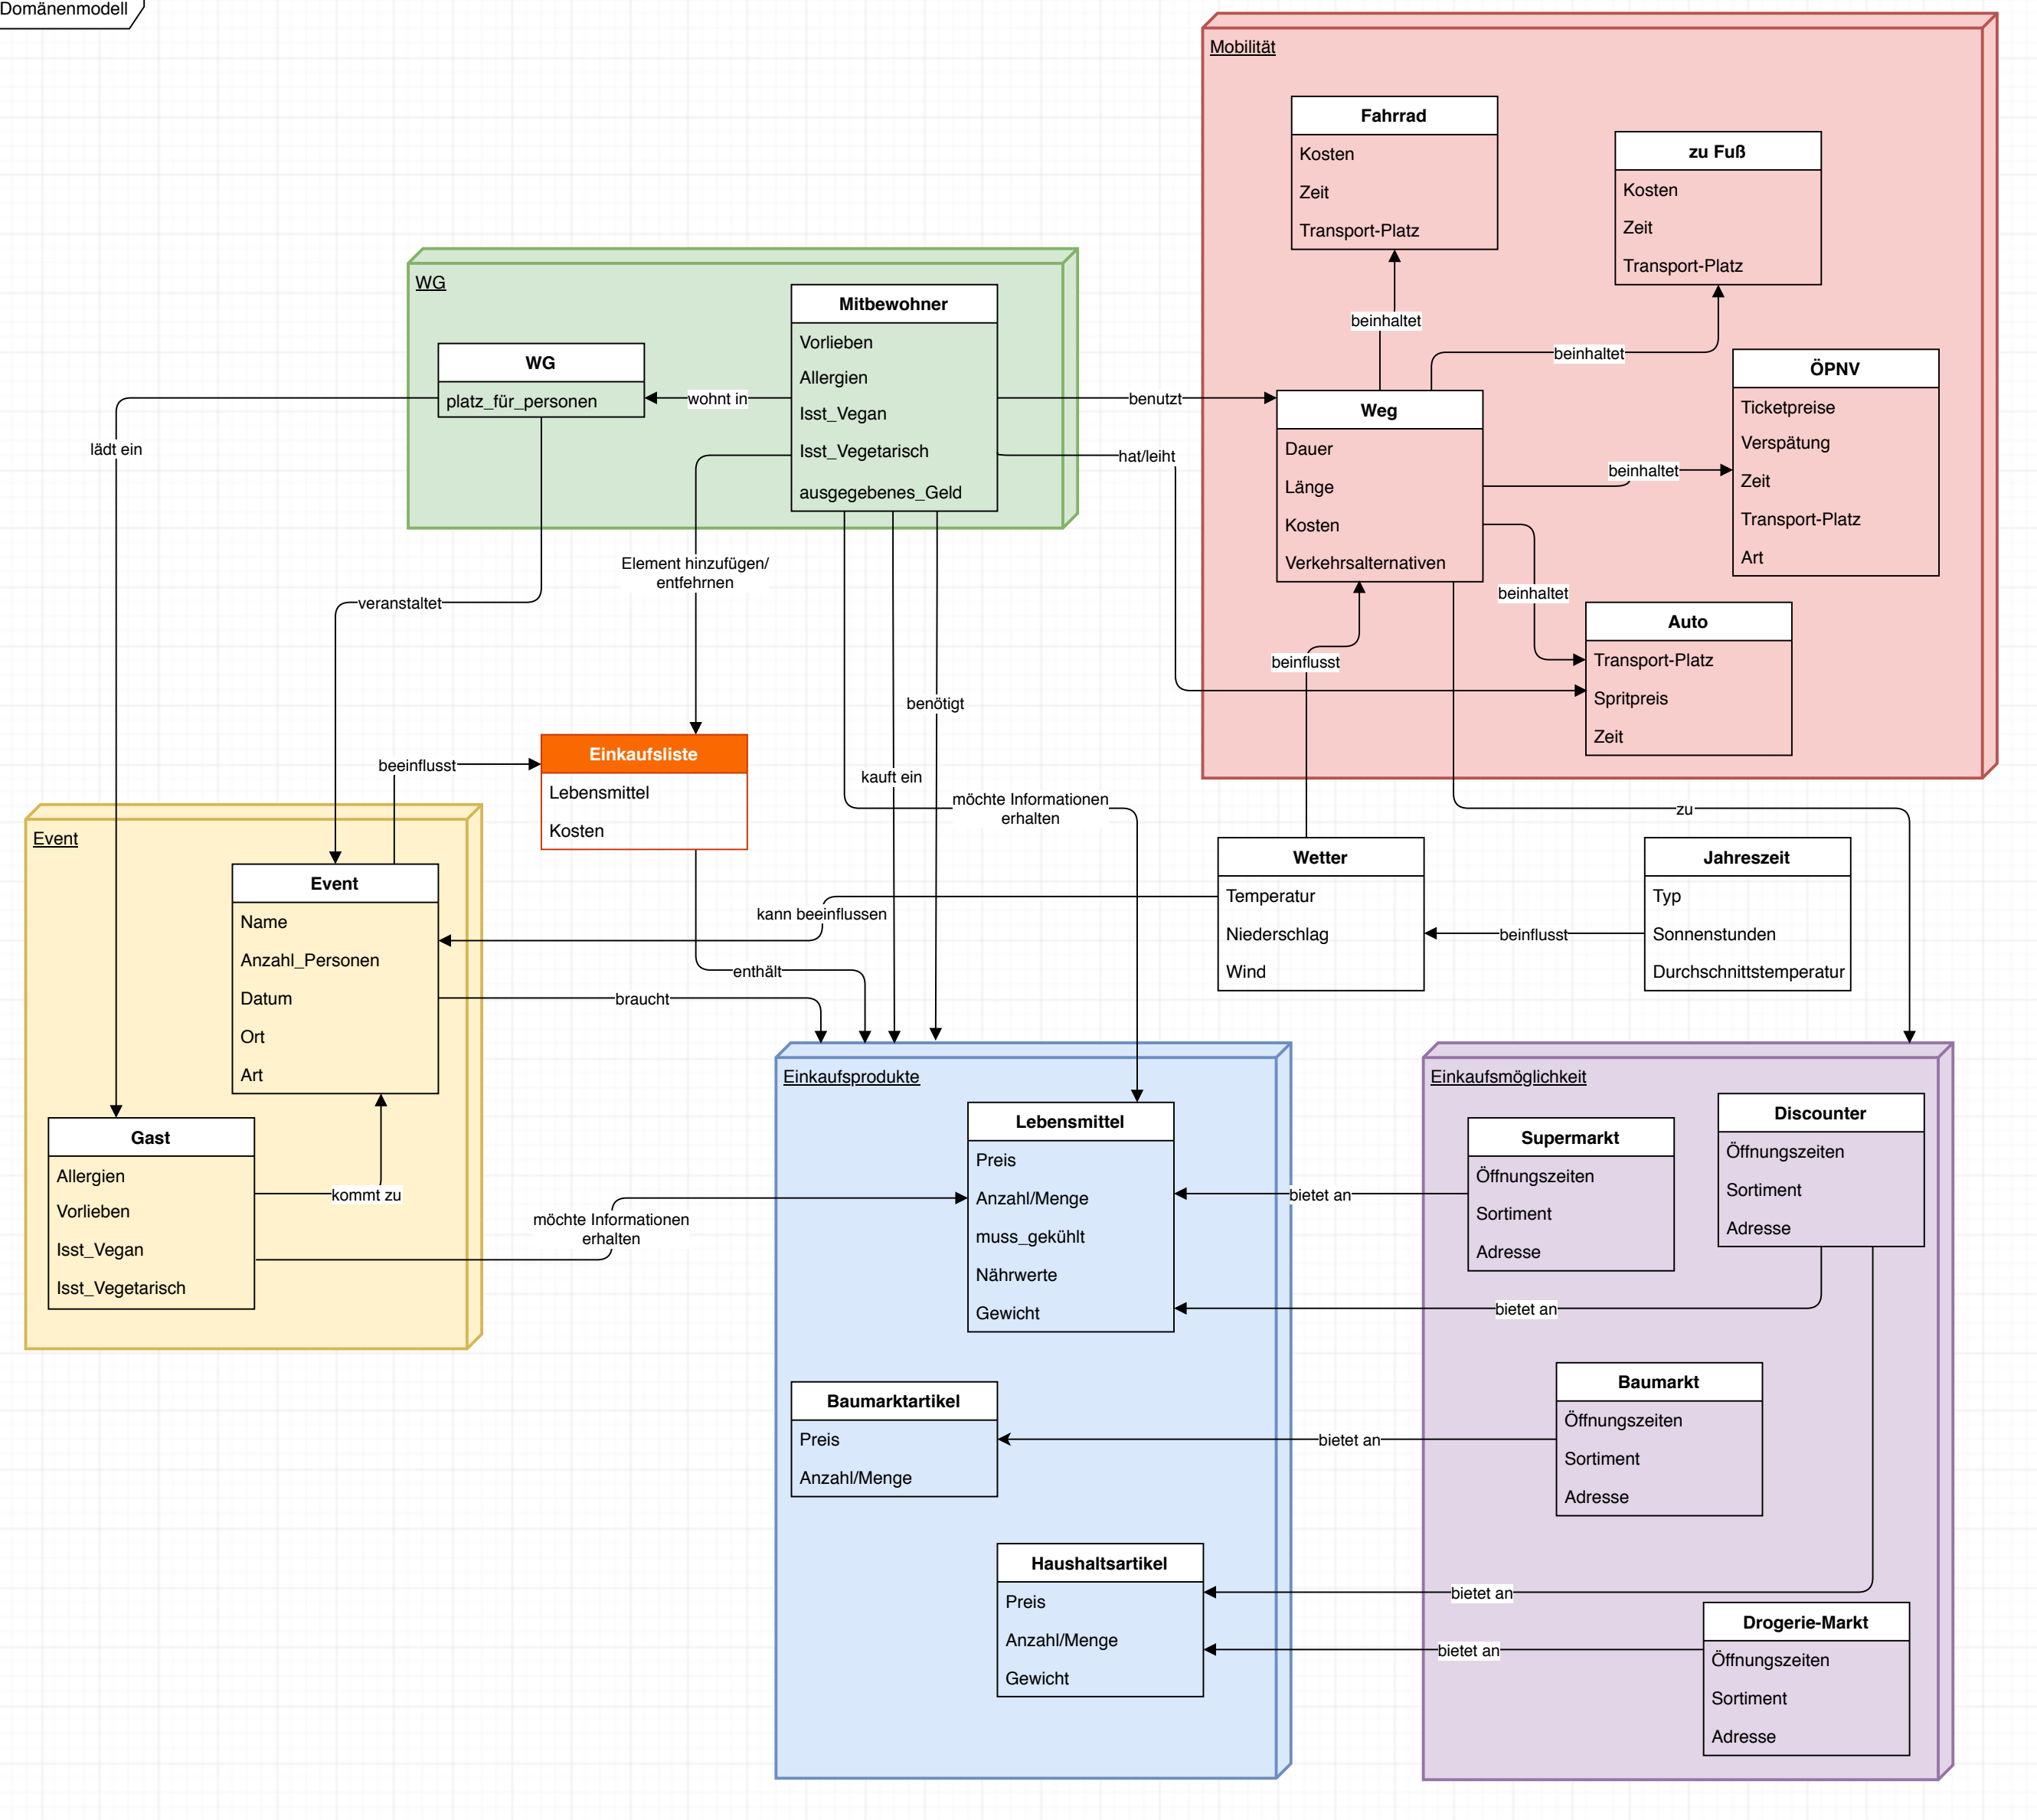 Domänenmodell
Mobilität
Fahrrad
Kosten
Zeit
Transport-Platz
zu Fuß
Kosten
Zeit
Transport-Platz
beinhaltet
beinhaltet
ÖPNV
Ticketpreise
Verspätung
Zeit
Transport-Platz
Art
Weg
Dauer
Länge
Kosten
Verkehrsalternativen
beinhaltet
beinhaltet
Auto
Transport-Platz
Spritpreis
Zeit
WG
Mitbewohner
Vorlieben
Allergien
Isst_Vegan
Isst_Vegetarisch
ausgegebenes_Geld
WG
platz_für_personen
wohnt in
benutzt
hat/leiht
lädt ein
veranstaltet
Element hinzufügen/
entfehrnen
benötigt
kauft ein
möchte Informationen
erhalten
beinflusst
zu
beeinflusst
Einkaufsliste
Lebensmittel
Kosten
Wetter
Temperatur
Niederschlag
Wind
Jahreszeit
Typ
Sonnenstunden
Durchschnittstemperatur
beinflusst
kann beeinflussen
enthält
braucht
Event
Event
Name
Anzahl_Personen
Datum
Ort
Art
Gast
Allergien
Vorlieben
Isst_Vegan
Isst_Vegetarisch
kommt zu
möchte Informationen
erhalten
Einkaufsprodukte
Lebensmittel
Preis
Anzahl/Menge
muss_gekühlt
Nährwerte
Gewicht
Baumarktartikel
Preis
Anzahl/Menge
Haushaltsartikel
Preis
Anzahl/Menge
Gewicht
bietet an
bietet an
bietet an
bietet an
bietet an
Einkaufsmöglichkeit
Supermarkt
Öffnungszeiten
Sortiment
Adresse
Discounter
Öffnungszeiten
Sortiment
Adresse
Baumarkt
Öffnungszeiten
Sortiment
Adresse
Drogerie-Markt
Öffnungszeiten
Sortiment
Adresse